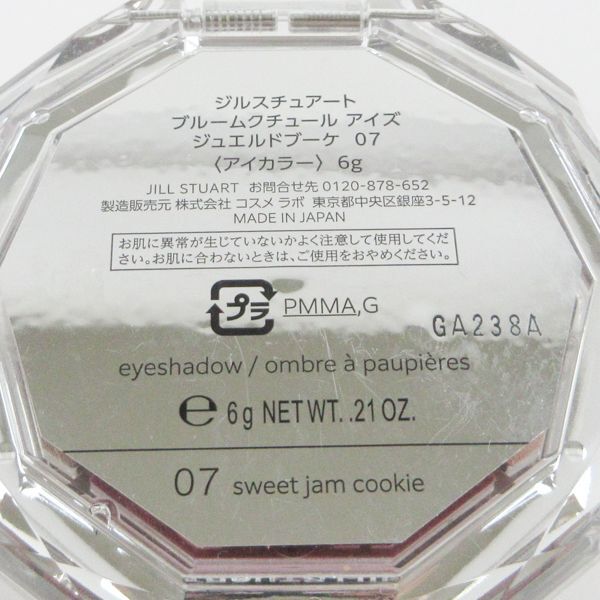 ジルスチュアート
ブルームクチュール アイズ
ジュエルドブーケ 07
〈アイカラー〉6g
JILL STUART お問合せ先 0120-878-652
製造販売元 株式会社 コスメ ラボ 東京都中央区銀座3-5-12
MADE IN JAPAN
お肌に異常が生じていないかよく注意して使用してくだ
さい。お肌に合わないときは、ご使用をおやめください。
プラ PMMA,G
GA238A
eyeshadow / ombre à paupières
e 6g NET WT. .21 OZ.
07 sweet jam cookie